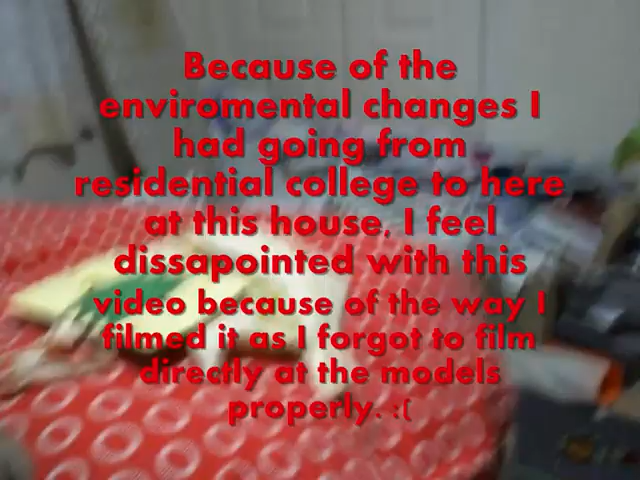 Because of the
enviromental changes I
had going from
residential college to here
at this house, I feel
dissapointed with this
video because of the way I
filmed it as I forgot to film
directly at the models
properly. :(